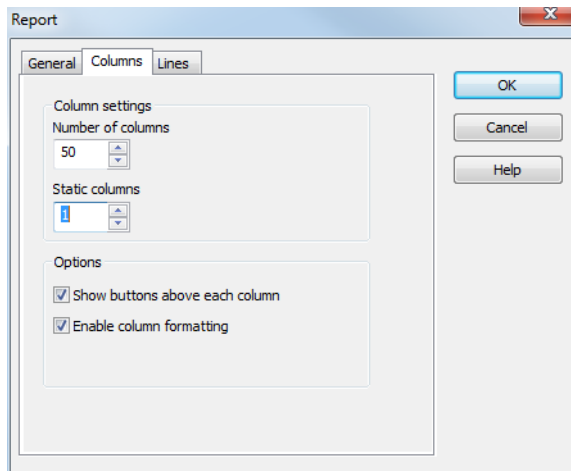 Report
General
Columns
Lines
Column settings
Number of columns
50
Static columns
1
Options
Show buttons above each column
Enable column formatting
OK
Cancel
Help